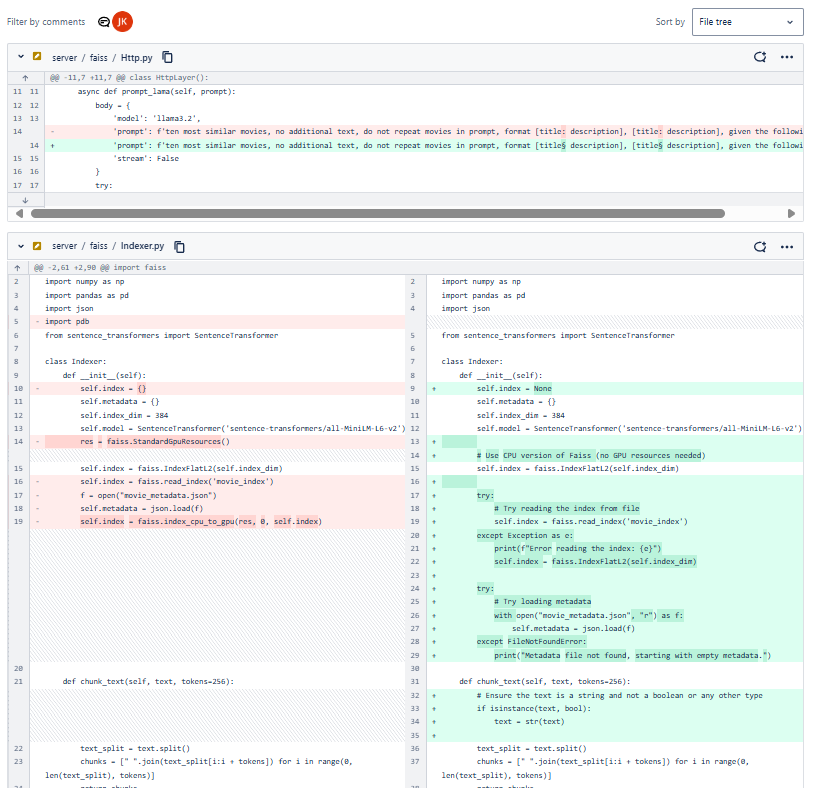 Filter by comments JK Sort by File tree
server / faiss / Http.py
@@ -11,7 +11,7 @@ class HttpLayer():
11 11 async def prompt_lama(self, prompt):
12 12 body = {
13 13 'model': 'llama3.2',
14 - 'prompt': f'ten most similar movies, no additional text, do not repeat movies in prompt, format [title: description], [title: description], given the followi
14 + 'prompt': f'ten most similar movies, no additional text, do not repeat movies in prompt, format [title§ description], [title§ description], given the followi
15 15 'stream': False
16 16 }
17 17 try:
server / faiss / Indexer.py
@@ -2,61 +2,90 @@ import faiss
2 import numpy as np
3 import pandas as pd
4 import json
5 - import pdb
6 from sentence_transformers import SentenceTransformer
7
8 class Indexer:
9 def __init__(self):
10 - self.index = {}
11 self.metadata = {}
12 self.index_dim = 384
13 self.model = SentenceTransformer('sentence-transformers/all-MiniLM-L6-v2')
14 - res = faiss.StandardGpuResources()
15 self.index = faiss.IndexFlatL2(self.index_dim)
16 - self.index = faiss.read_index('movie_index')
17 - f = open("movie_metadata.json")
18 - self.metadata = json.load(f)
19 - self.index = faiss.index_cpu_to_gpu(res, 0, self.index)
20
21 def chunk_text(self, text, tokens=256):
22 text_split = text.split()
23 chunks = [" ".join(text_split[i:i + tokens]) for i in range(0,
len(text_split), tokens)]
2 import numpy as np
3 import pandas as pd
4 import json
5 from sentence_transformers import SentenceTransformer
6
7 class Indexer:
8 def __init__(self):
9 + self.index = None
10 self.metadata = {}
11 self.index_dim = 384
12 self.model = SentenceTransformer('sentence-transformers/all-MiniLM-L6-v2')
13 +
14 + # Use CPU version of Faiss (no GPU resources needed)
15 self.index = faiss.IndexFlatL2(self.index_dim)
16 +
17 + try:
18 + # Try reading the index from file
19 + self.index = faiss.read_index('movie_index')
20 + except Exception as e:
21 + print(f"Error reading the index: {e}")
22 + self.index = faiss.IndexFlatL2(self.index_dim)
23 +
24 + try:
25 + # Try loading metadata
26 + with open("movie_metadata.json", "r") as f:
27 + self.metadata = json.load(f)
28 + except FileNotFoundError:
29 + print("Metadata file not found, starting with empty metadata.")
30
31 def chunk_text(self, text, tokens=256):
32 + # Ensure the text is a string and not a boolean or any other type
33 + if isinstance(text, bool):
34 + text = str(text)
35 +
36 text_split = text.split()
37 chunks = [" ".join(text_split[i:i + tokens]) for i in range(0,
len(text_split), tokens)]